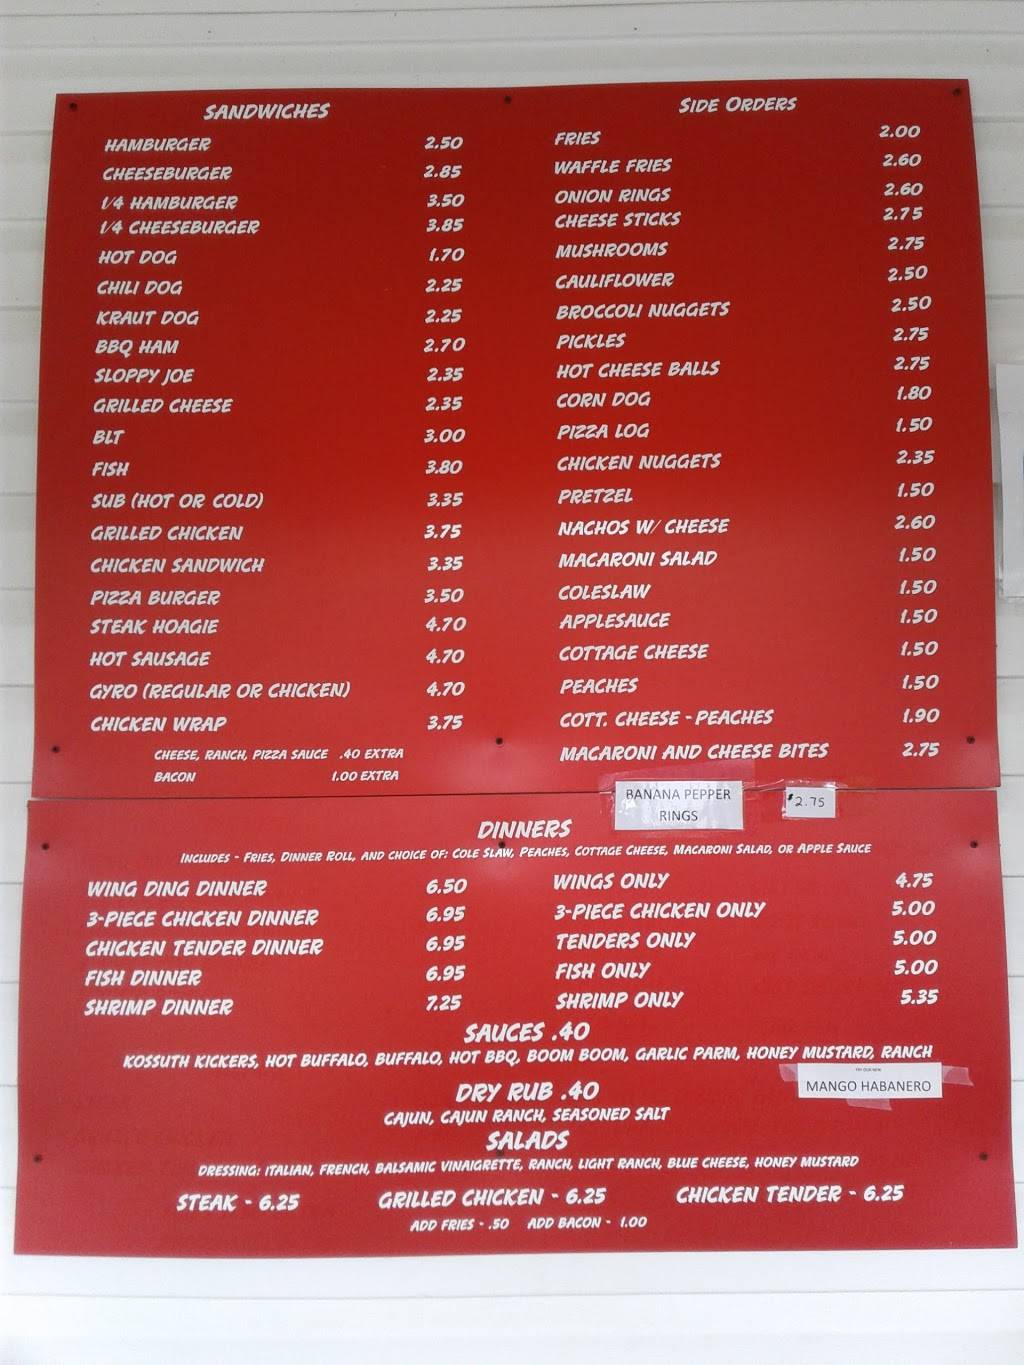 SANDWICHES
HAMBURGER 2.50
CHEESEBURGER 2.85
1/4 HAMBURGER 3.50
1/4 CHEESEBURGER 3.85
HOT DOG 1.70
CHILI DOG 2.25
KRAUT DOG 2.25
BBQ HAM 2.70
SLOPPY JOE 2.35
GRILLED CHEESE 2.35
BLT 3.00
FISH 3.80
SUB (HOT OR COLD) 3.35
GRILLED CHICKEN 3.75
CHICKEN SANDWICH 3.35
PIZZA BURGER 3.50
STEAK HOAGIE 4.70
HOT SAUSAGE 4.70
GYRO (REGULAR OR CHICKEN) 4.70
CHICKEN WRAP 3.75
CHEESE, RANCH, PIZZA SAUCE .40 EXTRA
BACON 1.00 EXTRA
SIDE ORDERS
FRIES 2.00
WAFFLE FRIES 2.60
ONION RINGS 2.60
CHEESE STICKS 2.75
MUSHROOMS 2.75
CAULIFLOWER 2.50
BROCCOLI NUGGETS 2.50
PICKLES 2.75
HOT CHEESE BALLS 2.75
CORN DOG 1.80
PIZZA LOG 1.50
CHICKEN NUGGETS 2.35
PRETZEL 1.50
NACHOS W/ CHEESE 2.60
MACARONI SALAD 1.50
COLESLAW 1.50
APPLESAUCE 1.50
COTTAGE CHEESE 1.50
PEACHES 1.50
COTT. CHEESE - PEACHES 1.90
MACARONI AND CHEESE BITES 2.75
BANANA PEPPER
RINGS
$2.75
DINNERS
INCLUDES - FRIES, DINNER ROLL, AND CHOICE OF: COLE SLAW, PEACHES, COTTAGE CHEESE, MACARONI SALAD, OR APPLE SAUCE
WING DING DINNER 6.50
3-PIECE CHICKEN DINNER 6.95
CHICKEN TENDER DINNER 6.95
FISH DINNER 6.95
SHRIMP DINNER 7.25
WINGS ONLY 4.75
3-PIECE CHICKEN ONLY 5.00
TENDERS ONLY 5.00
FISH ONLY 5.00
SHRIMP ONLY 5.35
SAUCES .40
KOSSUTH KICKERS, HOT BUFFALO, BUFFALO, HOT BBQ, BOOM BOOM, GARLIC PARM, HONEY MUSTARD, RANCH
TRY OUR NEW
MANGO HABANERO
DRY RUB .40
CAJUN, CAJUN RANCH, SEASONED SALT
SALADS
DRESSING: ITALIAN, FRENCH, BALSAMIC VINAIGRETTE, RANCH, LIGHT RANCH, BLUE CHEESE, HONEY MUSTARD
STEAK - 6.25 GRILLED CHICKEN - 6.25 CHICKEN TENDER - 6.25
ADD FRIES - .50 ADD BACON - 1.00